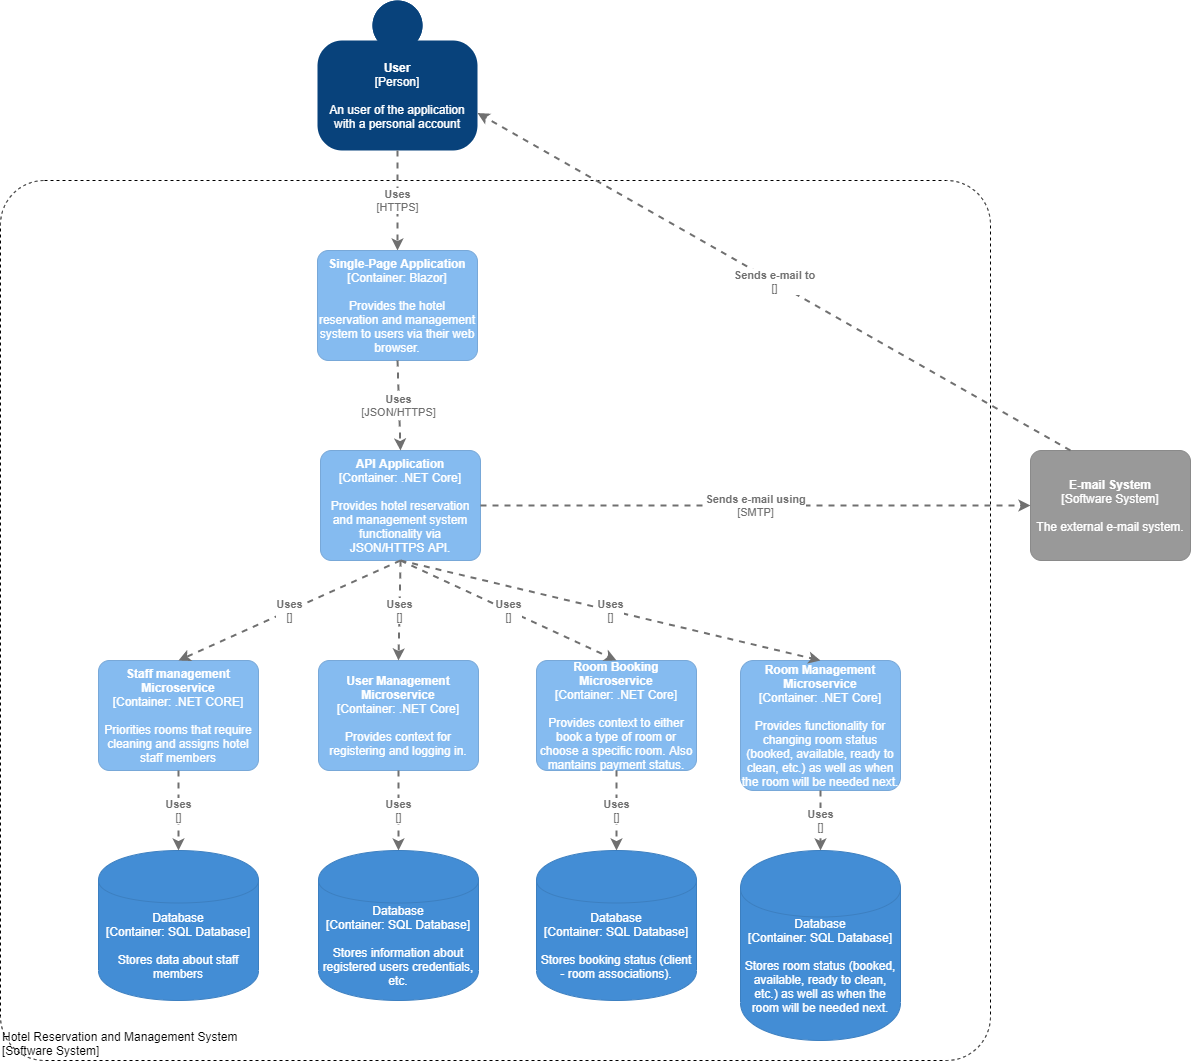 User
[Person]
An user of the application
with a personal account
Uses
[HTTPS]
Single-Page Application
[Container: Blazor]
Provides the hotel
reservation and management
system to users via their web
browser.
Sends e-mail to
[]
Uses
[JSON/HTTPS]
API Application
[Container: .NET Core]
Provides hotel reservation
and management system
functionality via
JSON/HTTPS API.
Sends e-mail using
[SMTP]
E-mail System
[Software System]
The external e-mail system.
Uses
[]
Uses
[]
Uses
[]
Uses
[]
Staff management
Microservice
[Container: .NET CORE]
Priorities rooms that require
cleaning and assigns hotel
staff members
User Management
Microservice
[Container: .NET Core]
Provides context for
registering and logging in.
Room Booking
Microservice
[Container: .NET Core]
Provides context to either
book a type of room or
choose a specific room. Also
mantains payment status.
Room Management
Microservice
[Container: .NET Core]
Provides functionality for
changing room status
(booked, available, ready to
clean, etc.) as well as when
the room will be needed next.
Uses
[]
Uses
[]
Uses
[]
Uses
[]
Database
[Container: SQL Database]
Stores data about staff
members
Database
[Container: SQL Database]
Stores information about
registered users credentials,
etc.
Database
[Container: SQL Database]
Stores booking status (client
- room associations).
Database
[Container: SQL Database]
Stores room status (booked,
available, ready to clean,
etc.) as well as when the
room will be needed next.
Hotel Reservation and Management System
[Software System]